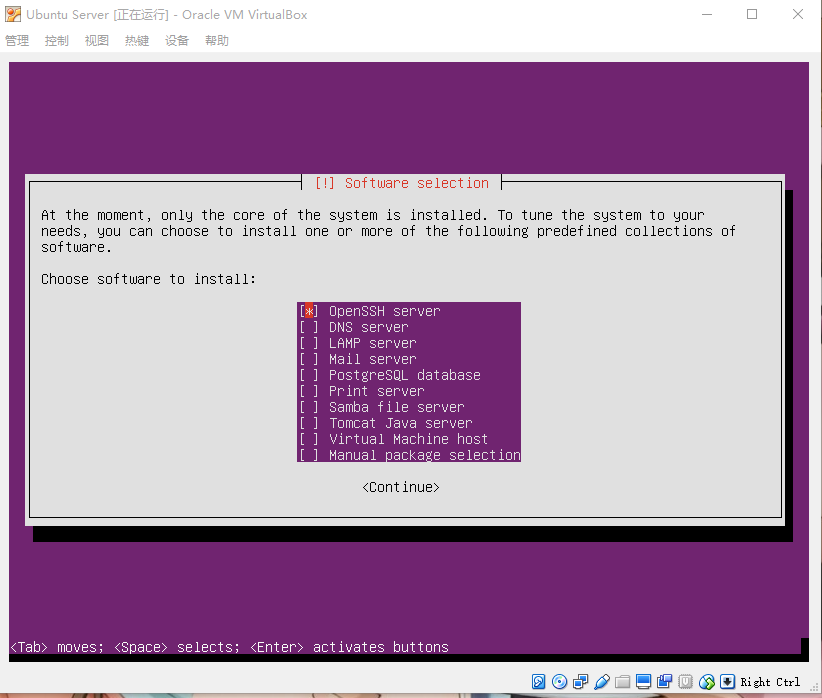 Ubuntu Server [正在运行] - Oracle VM VirtualBox
管理 控制 视图 热键 设备 帮助
[!] Software selection
At the moment, only the core of the system is installed. To tune the system to your
needs, you can choose to install one or more of the following predefined collections of
software.
Choose software to install:
[*] OpenSSH server
[ ] DNS server
[ ] LAMP server
[ ] Mail server
[ ] PostgreSQL database
[ ] Print server
[ ] Samba file server
[ ] Tomcat Java server
[ ] Virtual Machine host
[ ] Manual package selection
<Continue>
<Tab> moves; <Space> selects; <Enter> activates buttons
Right Ctrl